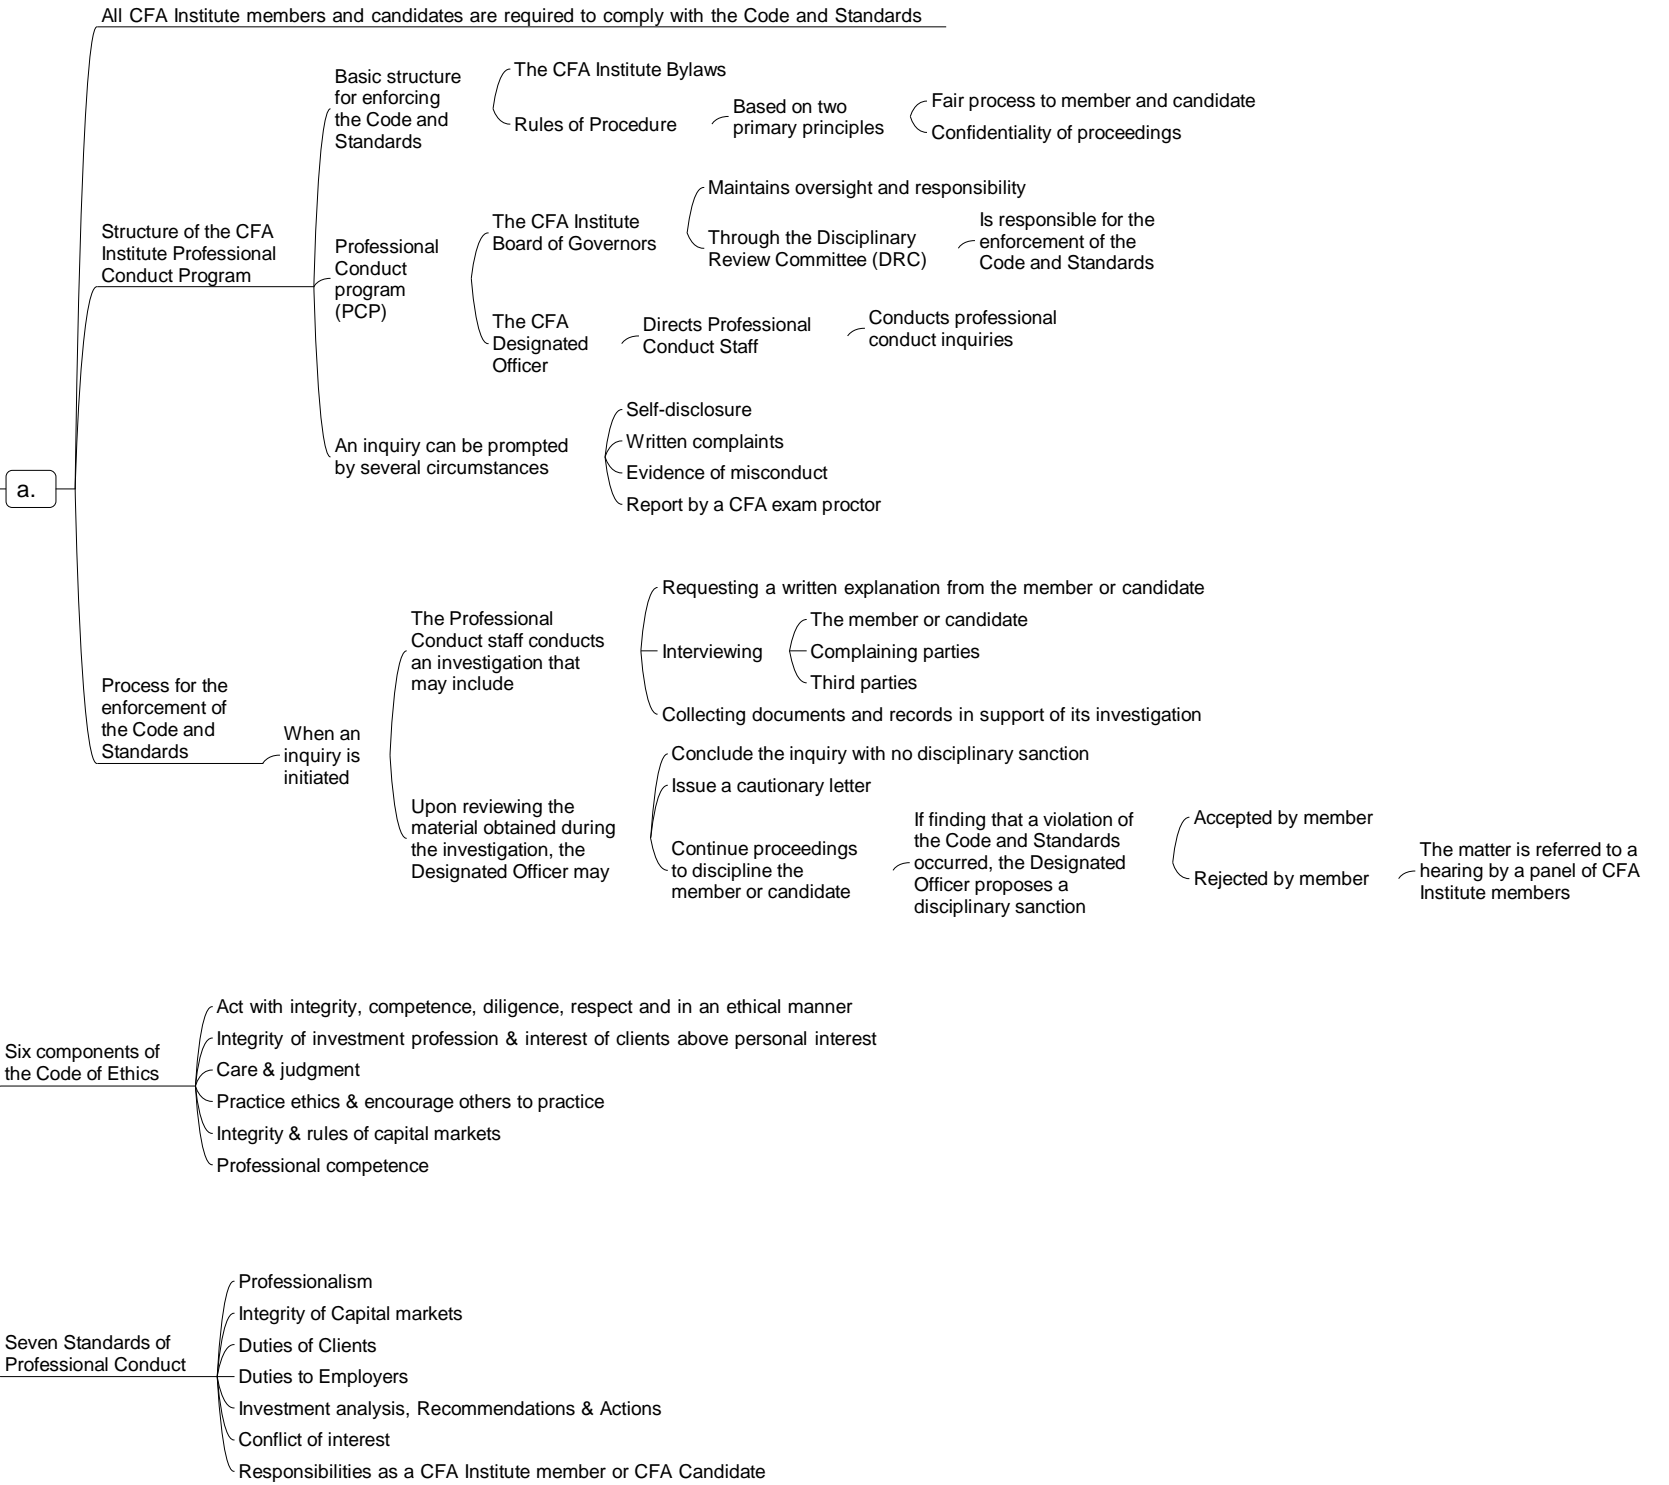 All CFA Institute members and candidates are required to comply with the Code and Standards
Basic structure
for enforcing
the Code and
Standards
The CFA Institute Bylaws
Rules of Procedure
Based on two
primary principles
Fair process to member and candidate
Confidentiality of proceedings
Structure of the CFA
Institute Professional
Conduct Program
Professional
Conduct
program
(PCP)
The CFA Institute
Board of Governors
Maintains oversight and responsibility
Through the Disciplinary
Review Committee (DRC)
Is responsible for the
enforcement of the
Code and Standards
The CFA
Designated
Officer
Directs Professional
Conduct Staff
Conducts professional
conduct inquiries
An inquiry can be prompted
by several circumstances
Self-disclosure
Written complaints
Evidence of misconduct
Report by a CFA exam proctor
a.
Process for the
enforcement of
the Code and
Standards
When an
inquiry is
initiated
The Professional
Conduct staff conducts
an investigation that
may include
Requesting a written explanation from the member or candidate
Interviewing
The member or candidate
Complaining parties
Third parties
Collecting documents and records in support of its investigation
Upon reviewing the
material obtained during
the investigation, the
Designated Officer may
Conclude the inquiry with no disciplinary sanction
Issue a cautionary letter
Continue proceedings
to discipline the
member or candidate
If finding that a violation of
the Code and Standards
occurred, the Designated
Officer proposes a
disciplinary sanction
Accepted by member
Rejected by member
The matter is referred to a
hearing by a panel of CFA
Institute members
Six components of
the Code of Ethics
Act with integrity, competence, diligence, respect and in an ethical manner
Integrity of investment profession & interest of clients above personal interest
Care & judgment
Practice ethics & encourage others to practice
Integrity & rules of capital markets
Professional competence
Seven Standards of
Professional Conduct
Professionalism
Integrity of Capital markets
Duties of Clients
Duties to Employers
Investment analysis, Recommendations & Actions
Conflict of interest
Responsibilities as a CFA Institute member or CFA Candidate